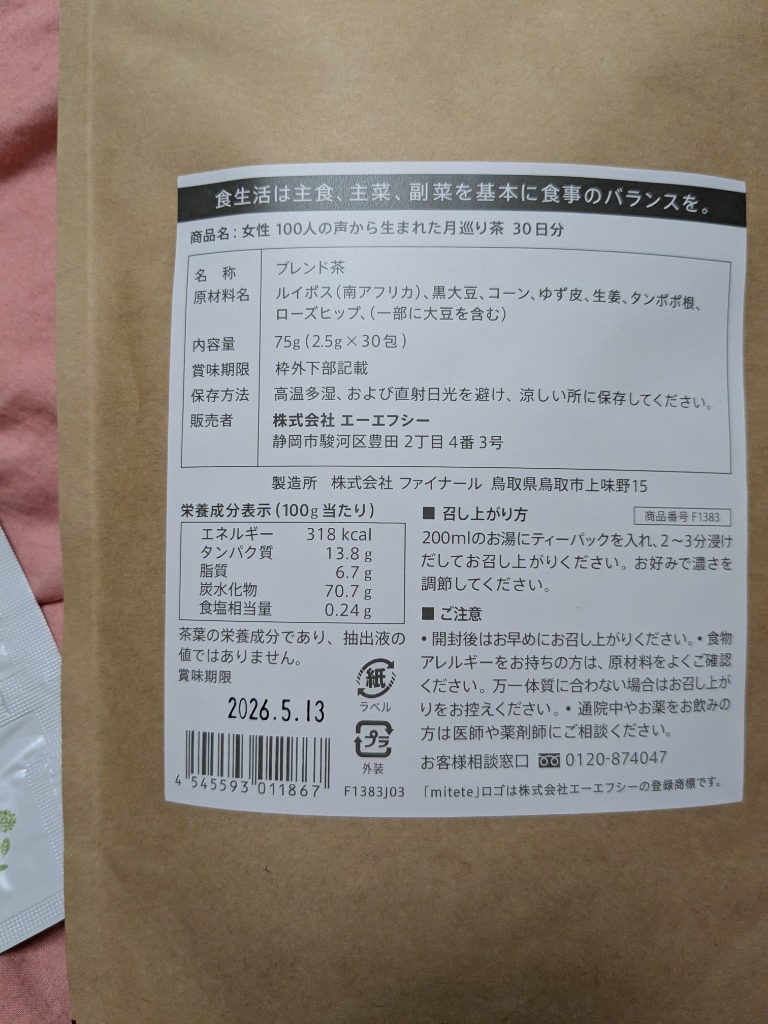 食生活は主食、主菜、副菜を基本に食事のバランスを。
商品名：女性 100人の声から生まれた月巡り茶 30日分
名 称 ブレンド茶
原材料名 ルイボス（南アフリカ）、黒大豆、コーン、ゆず皮、生姜、タンポポ根、
ローズヒップ、（一部に大豆を含む）
内容量 75g（2.5g×30包）
賞味期限 枠外下部記載
保存方法 高温多湿、および直射日光を避け、涼しい所に保存してください。
販売者 株式会社 エーエフシー
静岡市駿河区豊田 2丁目 4番 3号
製造所 株式会社 ファイナール 鳥取県鳥取市上味野15
栄養成分表示（100g当たり）
エネルギー 318 kcal
タンパク質 13.8 g
脂質 6.7 g
炭水化物 70.7 g
食塩相当量 0.24 g
茶葉の栄養成分であり、抽出液の
値ではありません。
賞味期限
2026.5.13
4 545593 011867
紙
ラベル
プラ
外装
F1383J03
■ 召し上がり方 商品番号 F1383
200mlのお湯にティーパックを入れ、2～3分浸け
だしてお召し上がりください。お好みで濃さを
調節してください。
■ ご注意
• 開封後はお早めにお召し上がりください。• 食物
アレルギーをお持ちの方は、原材料をよくご確認
ください。万一体質に合わない場合はお召し上が
りをお控えください。• 通院中やお薬をお飲みの
方は医師や薬剤師にご相談ください。
お客様相談窓口 0120-874047
「mitete」ロゴは株式会社エーエフシーの登録商標です。